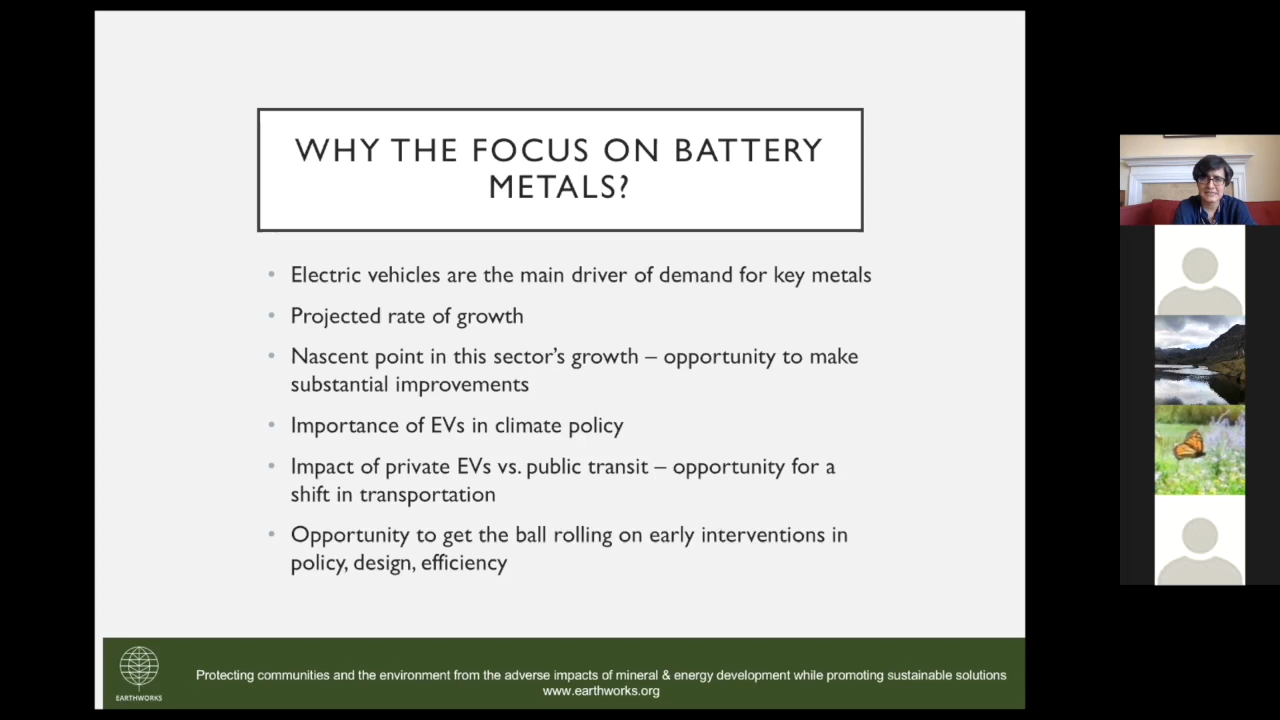 WHY THE FOCUS ON BATTERY
METALS?
• Electric vehicles are the main driver of demand for key metals
• Projected rate of growth
• Nascent point in this sector’s growth – opportunity to make
substantial improvements
• Importance of EVs in climate policy
• Impact of private EVs vs. public transit – opportunity for a
shift in transportation
• Opportunity to get the ball rolling on early interventions in
policy, design, efficiency
EARTHWORKS
Protecting communities and the environment from the adverse impacts of mineral & energy development while promoting sustainable solutions
www.earthworks.org